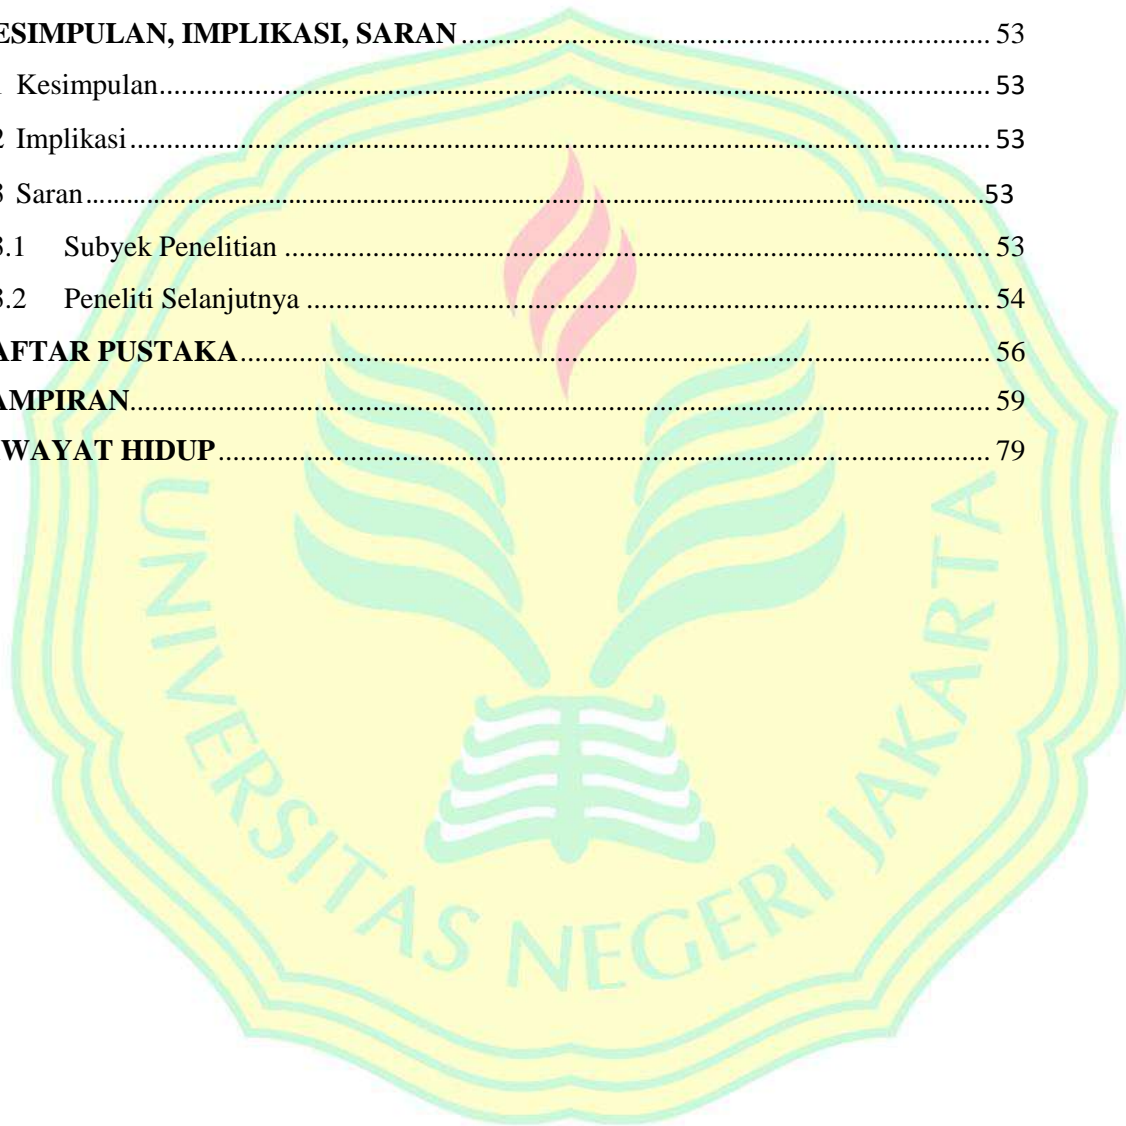 ESIMPULAN, IMPLIKASI, SARAN ........ 53
Kesimpulan ........ 53
2 Implikasi ........ 53
3 Saran ........ 53
3.1 Subyek Penelitian ........ 53
3.2 Peneliti Selanjutnya ........ 54
AFTAR PUSTAKA ........ 56
AMPIRAN ........ 59
WAYAT HIDUP ........ 79
UNIVERSITAS NEGERI JAKARTA